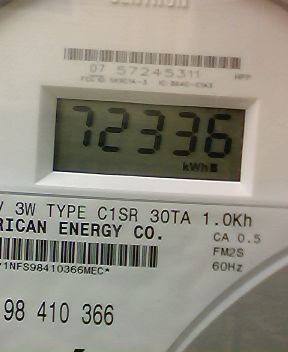 07 57245311
HPP
72336
kWh
V 3W TYPE C1SR 30TA 1.0Kh
RICAN ENERGY CO.
CA 0.5
FM2S
60Hz
1NFS98410366MEC*
98 410 366